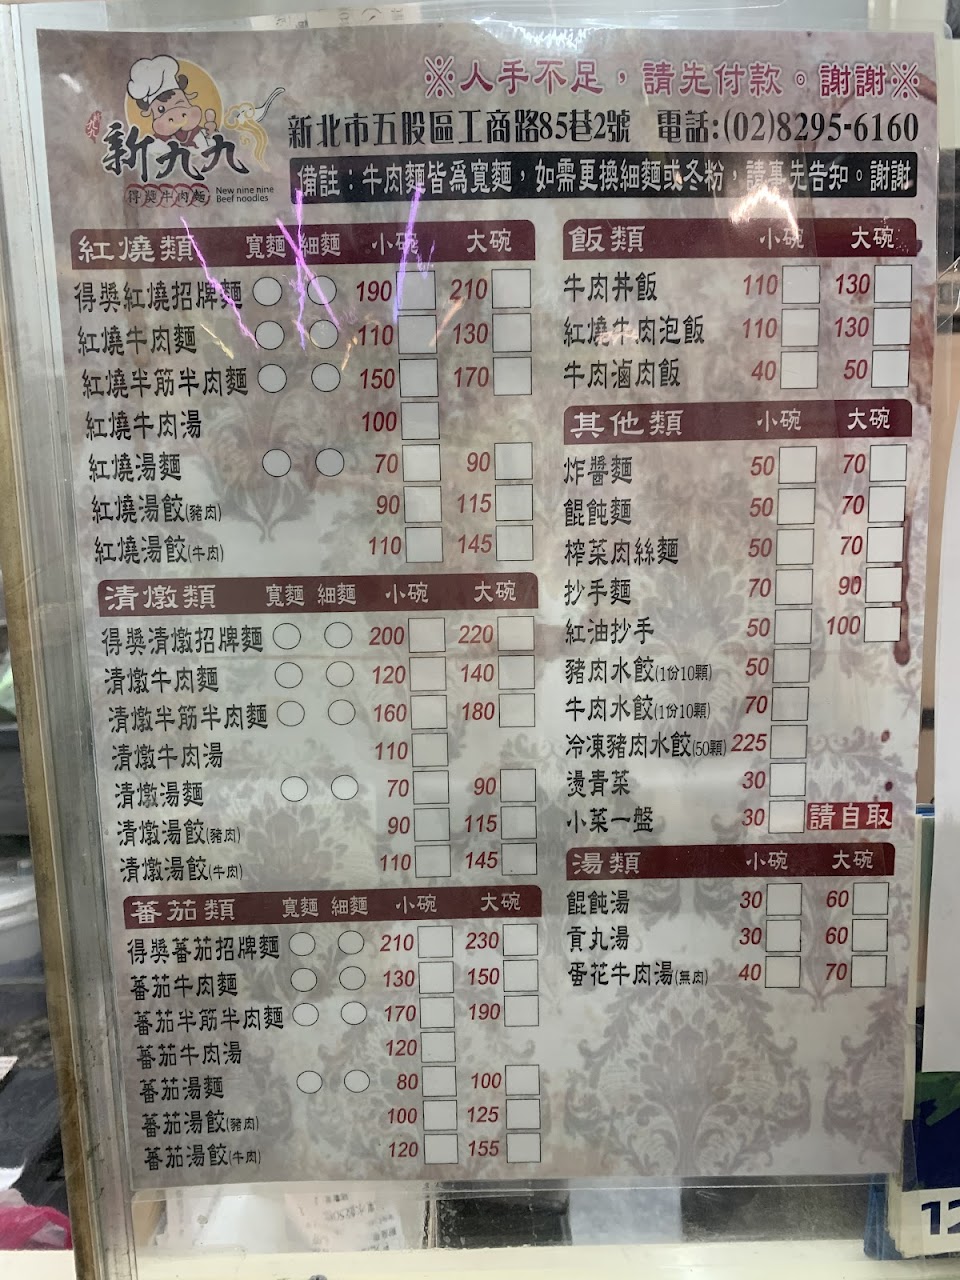 ※人手不足，請先付款。謝謝※
新九九
得獎牛肉麵
New nine nine
Beef noodles
新北市五股區工商路85巷2號 電話:(02)8295-6160
備註：牛肉麵皆為寬麵，如需更換細麵或冬粉，請事先告知。謝謝
紅燒類 寬麵 細麵 小碗 大碗
得獎紅燒招牌麵 190 210
紅燒牛肉麵 110 130
紅燒半筋半肉麵 150 170
紅燒牛肉湯 100
紅燒湯麵 70 90
紅燒湯餃(豬肉) 90 115
紅燒湯餃(牛肉) 110 145
清燉類 寬麵 細麵 小碗 大碗
得獎清燉招牌麵 200 220
清燉牛肉麵 120 140
清燉半筋半肉麵 160 180
清燉牛肉湯 110
清燉湯麵 70 90
清燉湯餃(豬肉) 90 115
清燉湯餃(牛肉) 110 145
蕃茄類 寬麵 細麵 小碗 大碗
得獎蕃茄招牌麵 210 230
蕃茄牛肉麵 130 150
蕃茄半筋半肉麵 170 190
蕃茄牛肉湯 120
蕃茄湯麵 80 100
蕃茄湯餃(豬肉) 100 125
蕃茄湯餃(牛肉) 120 155
飯類 小碗 大碗
牛肉丼飯 110 130
紅燒牛肉泡飯 110 130
牛肉滷肉飯 40 50
其他類 小碗 大碗
炸醬麵 50 70
餛飩麵 50 70
榨菜肉絲麵 50 70
抄手麵 70 90
紅油抄手 50 100
豬肉水餃(1份10顆) 50
牛肉水餃(1份10顆) 70
冷凍豬肉水餃(50顆) 225
燙青菜 30
小菜一盤 30 請自取
湯類 小碗 大碗
餛飩湯 30 60
貢丸湯 30 60
蛋花牛肉湯(無肉) 40 70